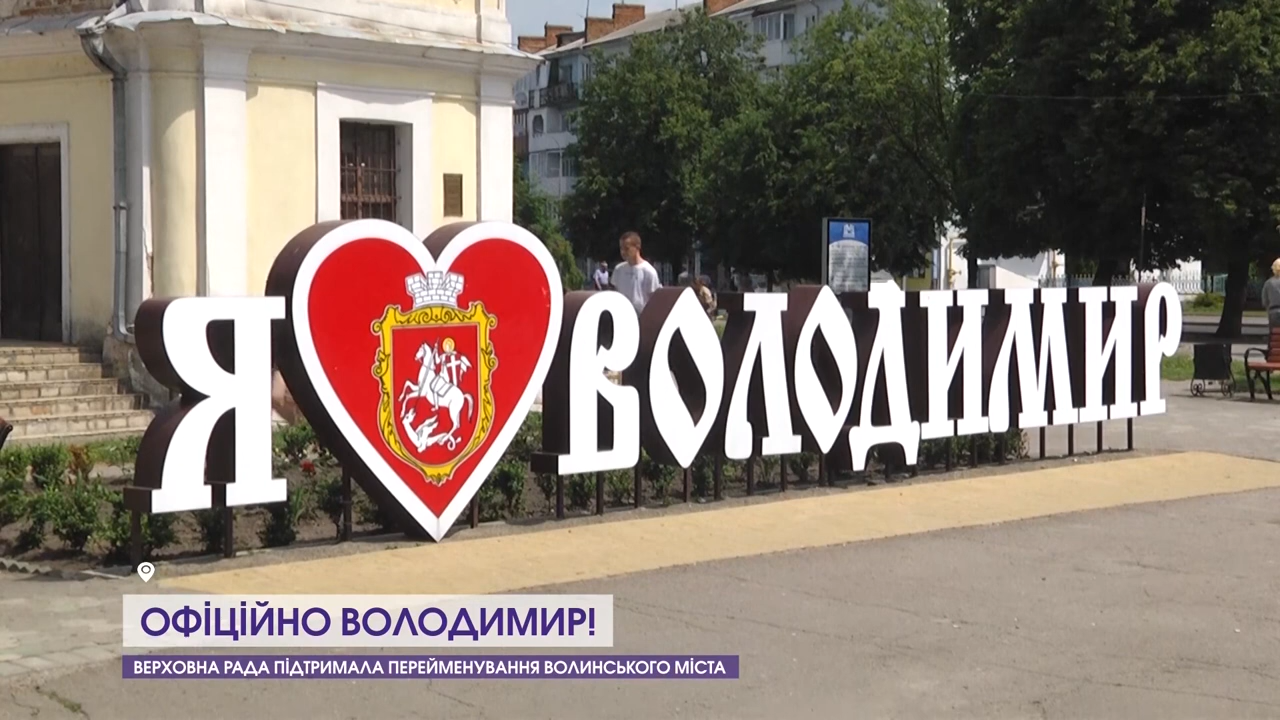 Я ВОЛОДИМИР
ОФІЦІЙНО ВОЛОДИМИР!
ВЕРХОВНА РАДА ПІДТРИМАЛА ПЕРЕЙМЕНУВАННЯ ВОЛИНСЬКОГО МІСТА